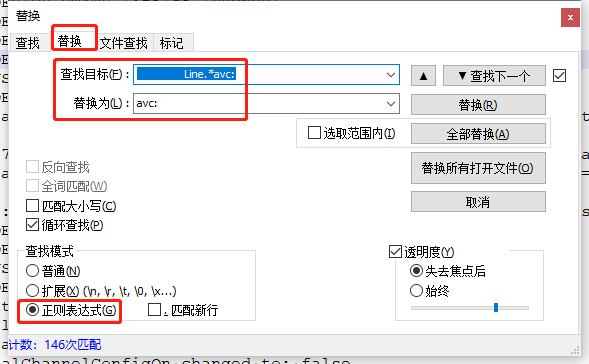 替换
查找 替换 文件查找 标记
查找目标(F) : Line.*avc: ▲ ▼ 查找下一个
替换为(L) : avc: 替换(R)
选取范围内(I) 全部替换(A)
反向查找 替换所有打开文件(O)
全词匹配(W)
匹配大小写(C) 取消
循环查找(P)
查找模式 透明度(Y)
普通(N) 失去焦点后
扩展(X) (\n, \r, \t, \0, \x...) 始终
正则表达式(G) . 匹配新行
计数: 146次匹配
alChannelConfigOn changed to: false